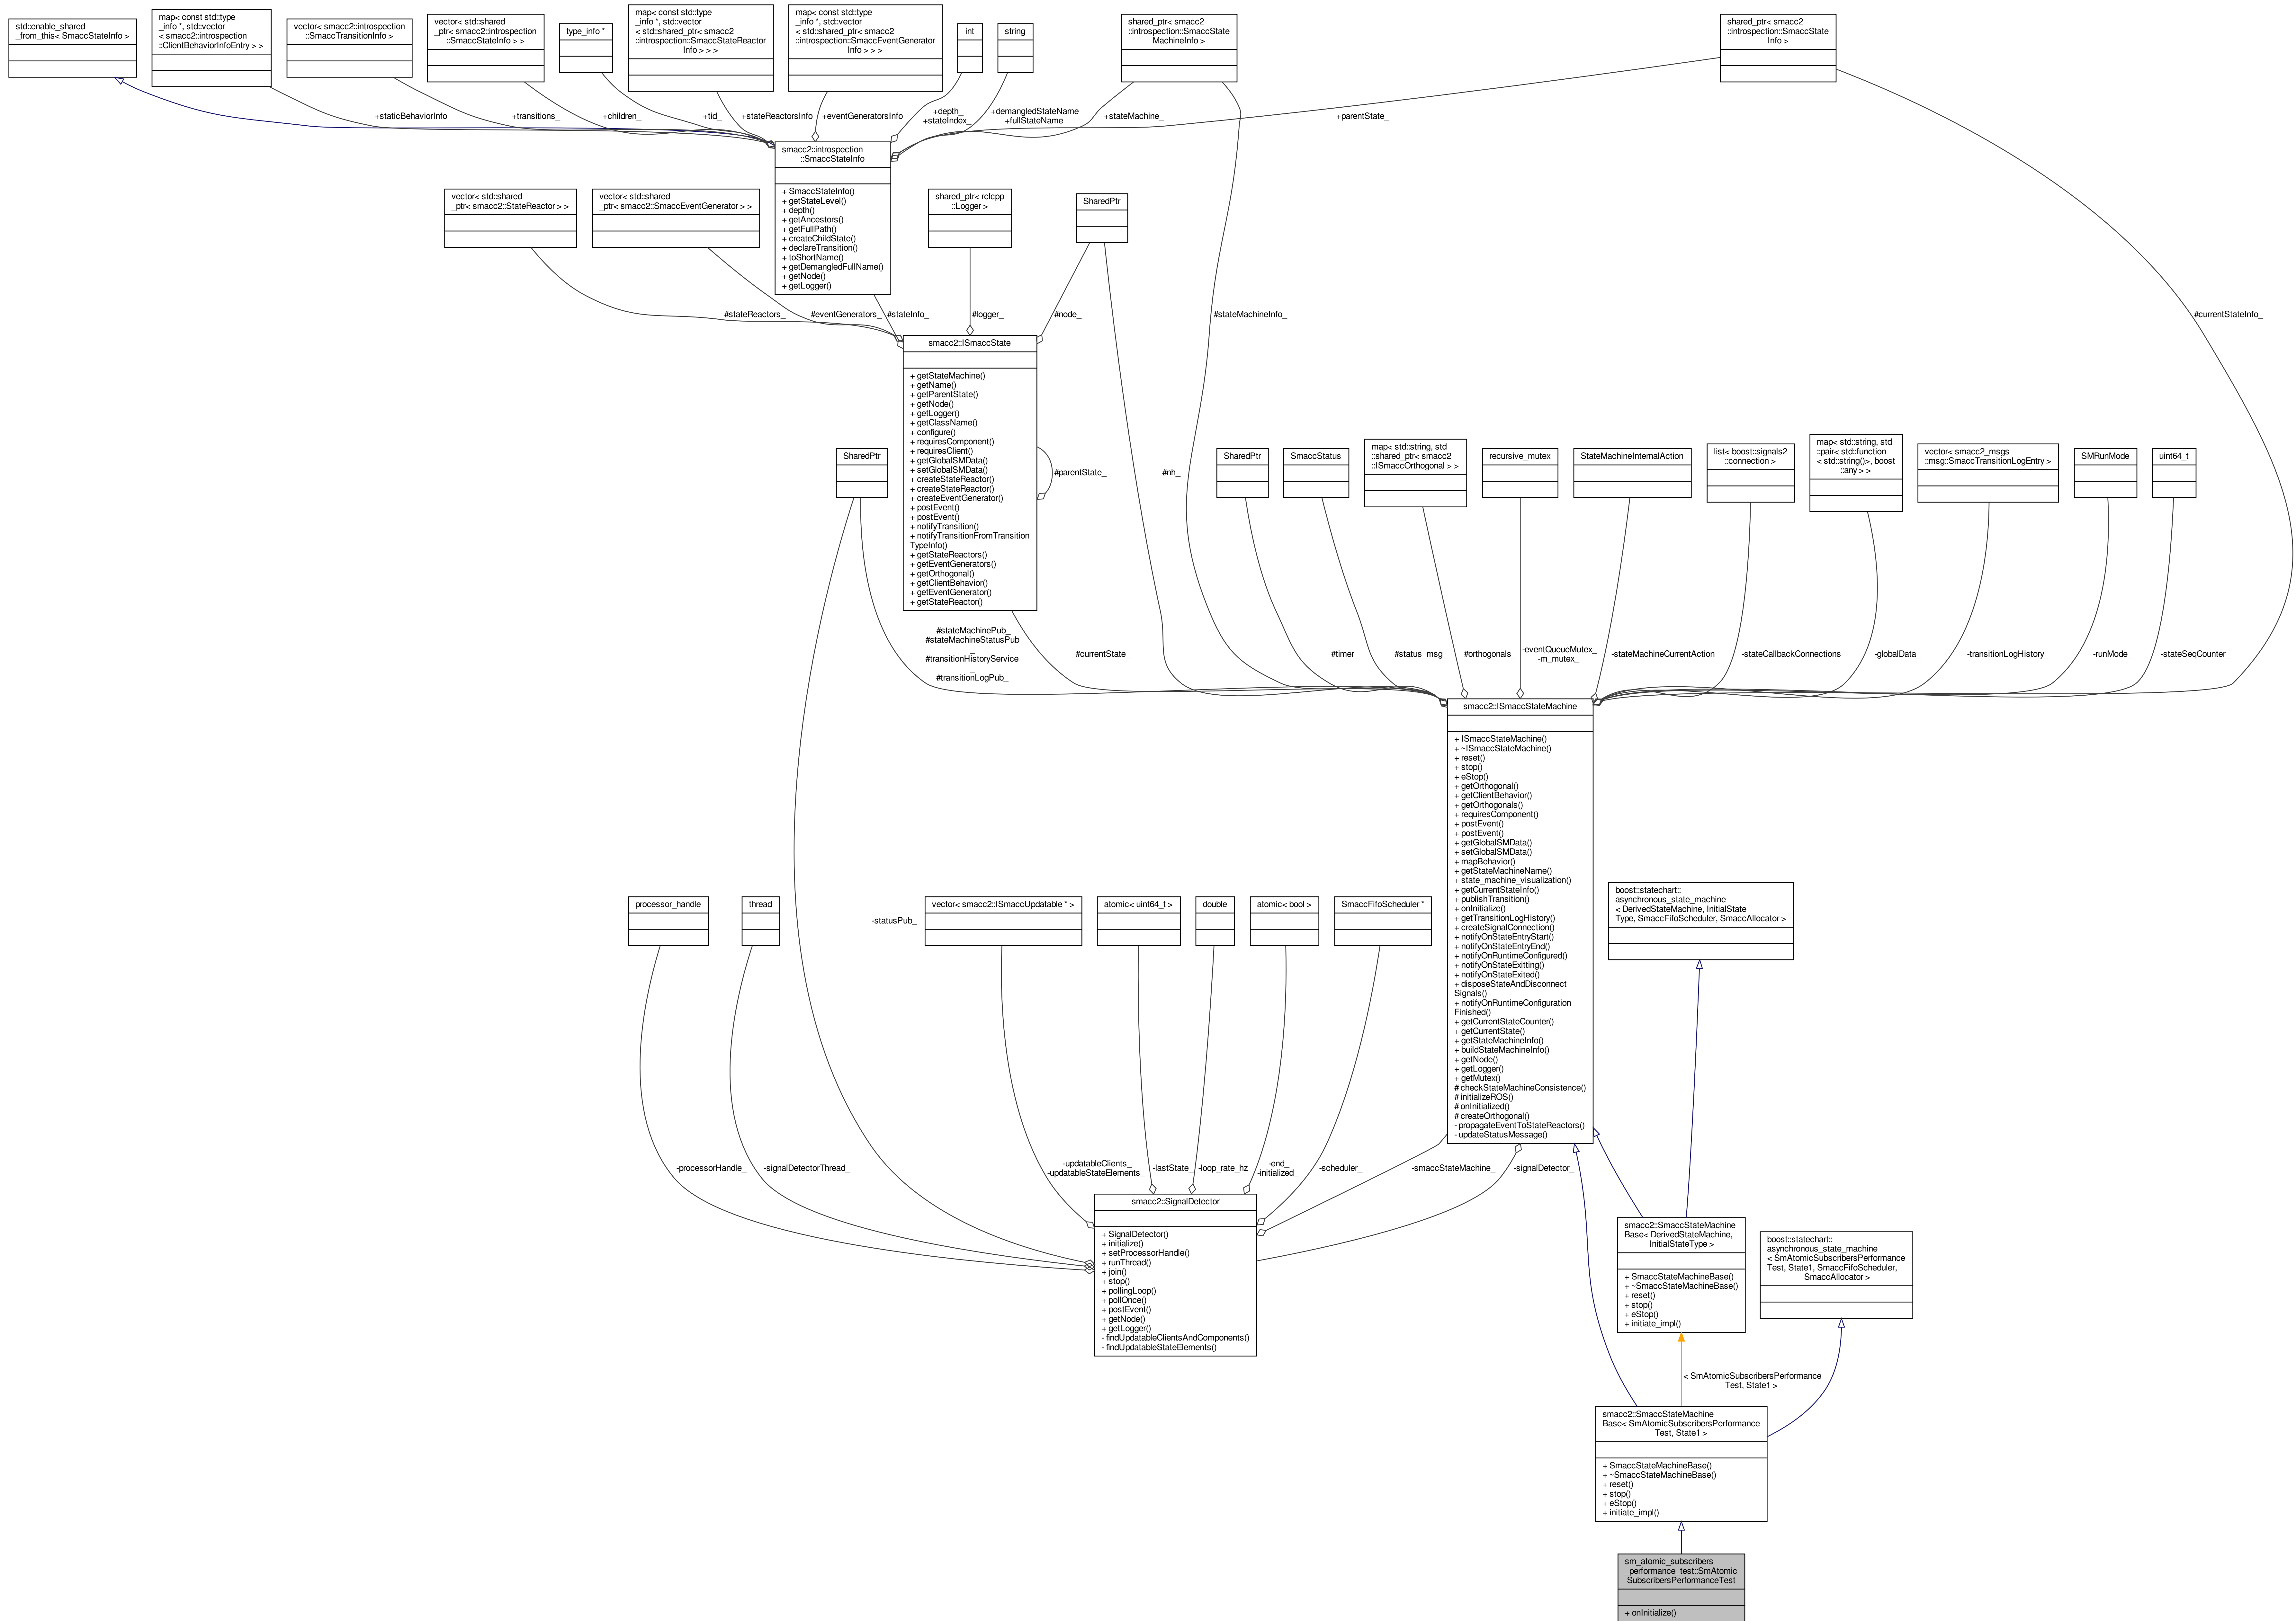 std::enable_shared
_from_this< SmaccStateInfo >
map< const std::type
_info *, std::vector
< smacc2::introspection
::ClientBehaviorInfoEntry > >
vector< smacc2::introspection
::SmaccTransitionInfo >
vector< std::shared
_ptr< smacc2::introspection
::SmaccStateInfo > >
type_info *
map< const std::type
_info *, std::vector
< std::shared_ptr< smacc2
::introspection::SmaccStateReactor
Info > > >
map< const std::type
_info *, std::vector
< std::shared_ptr< smacc2
::introspection::SmaccEventGenerator
Info > > >
int
string
shared_ptr< smacc2
::introspection::SmaccState
MachineInfo >
shared_ptr< smacc2
::introspection::SmaccState
Info >
+staticBehaviorInfo
+transitions_
+children_
+tid_
+stateReactorsInfo
+eventGeneratorsInfo
+depth_
+stateIndex_
+demangledStateName
+fullStateName
+stateMachine_
+parentState_
smacc2::introspection
::SmaccStateInfo
+ SmaccStateInfo()
+ getStateLevel()
+ depth()
+ getAncestors()
+ getFullPath()
+ createChildState()
+ declareTransition()
+ toShortName()
+ getDemangledFullName()
+ getNode()
+ getLogger()
vector< std::shared
_ptr< smacc2::StateReactor > >
vector< std::shared
_ptr< smacc2::SmaccEventGenerator > >
shared_ptr< rclcpp
::Logger >
SharedPtr
#stateReactors_
#eventGenerators_
#stateInfo_
#logger_
#node_
#stateMachineInfo_
#currentStateInfo_
smacc2::ISmaccState
+ getStateMachine()
+ getName()
+ getParentState()
+ getNode()
+ getLogger()
+ getClassName()
+ configure()
+ requiresComponent()
+ requiresClient()
+ getGlobalSMData()
+ setGlobalSMData()
+ createStateReactor()
+ createStateReactor()
+ createEventGenerator()
+ postEvent()
+ postEvent()
+ notifyTransition()
+ notifyTransitionFromTransition
TypeInfo()
+ getStateReactors()
+ getEventGenerators()
+ getOrthogonal()
+ getClientBehavior()
+ getEventGenerator()
+ getStateReactor()
#parentState_
#nh_
SharedPtr
SharedPtr
SmaccStatus
map< std::string, std
::shared_ptr< smacc2
::ISmaccOrthogonal > >
recursive_mutex
StateMachineInternalAction
list< boost::signals2
::connection >
map< std::string, std
::pair< std::function
< std::string()>, boost
::any > >
vector< smacc2_msgs
::msg::SmaccTransitionLogEntry >
SMRunMode
uint64_t
#stateMachinePub_
#stateMachineStatusPub
_
#transitionHistoryService
_
#transitionLogPub_
#currentState_
#timer_
#status_msg_
#orthogonals_
-eventQueueMutex_
-m_mutex_
-stateMachineCurrentAction
-stateCallbackConnections
-globalData_
-transitionLogHistory_
-runMode_
-stateSeqCounter_
smacc2::ISmaccStateMachine
+ ISmaccStateMachine()
+ ~ISmaccStateMachine()
+ reset()
+ stop()
+ eStop()
+ getOrthogonal()
+ getClientBehavior()
+ getOrthogonals()
+ requiresComponent()
+ postEvent()
+ postEvent()
+ getGlobalSMData()
+ setGlobalSMData()
+ mapBehavior()
+ getStateMachineName()
+ state_machine_visualization()
+ getCurrentStateInfo()
+ publishTransition()
+ onInitialize()
+ getTransitionLogHistory()
+ createSignalConnection()
+ notifyOnStateEntryStart()
+ notifyOnStateEntryEnd()
+ notifyOnRuntimeConfigured()
+ notifyOnStateExitting()
+ notifyOnStateExited()
+ disposeStateAndDisconnect
Signals()
+ notifyOnRuntimeConfiguration
Finished()
+ getCurrentStateCounter()
+ getCurrentState()
+ getStateMachineInfo()
+ buildStateMachineInfo()
+ getNode()
+ getLogger()
+ getMutex()
# checkStateMachineConsistence()
# initializeROS()
# onInitialized()
# createOrthogonal()
- propagateEventToStateReactors()
- updateStatusMessage()
processor_handle
thread
-statusPub_
vector< smacc2::ISmaccUpdatable * >
atomic< uint64_t >
double
atomic< bool >
SmaccFifoScheduler *
boost::statechart::
asynchronous_state_machine
< DerivedStateMachine, InitialState
Type, SmaccFifoScheduler, SmaccAllocator >
-processorHandle_
-signalDetectorThread_
-updatableClients_
-updatableStateElements_
-lastState_
-loop_rate_hz
-end_
-initialized_
-scheduler_
-smaccStateMachine_
-signalDetector_
smacc2::SignalDetector
+ SignalDetector()
+ initialize()
+ setProcessorHandle()
+ runThread()
+ join()
+ stop()
+ pollingLoop()
+ pollOnce()
+ postEvent()
+ getNode()
+ getLogger()
- findUpdatableClientsAndComponents()
- findUpdatableStateElements()
smacc2::SmaccStateMachine
Base< DerivedStateMachine,
InitialStateType >
+ SmaccStateMachineBase()
+ ~SmaccStateMachineBase()
+ reset()
+ stop()
+ eStop()
+ initiate_impl()
boost::statechart::
asynchronous_state_machine
< SmAtomicSubscribersPerformance
Test, State1, SmaccFifoScheduler,
SmaccAllocator >
< SmAtomicSubscribersPerformance
Test, State1 >
smacc2::SmaccStateMachine
Base< SmAtomicSubscribersPerformance
Test, State1 >
+ SmaccStateMachineBase()
+ ~SmaccStateMachineBase()
+ reset()
+ stop()
+ eStop()
+ initiate_impl()
sm_atomic_subscribers
_performance_test::SmAtomic
SubscribersPerformanceTest
+ onInitialize()